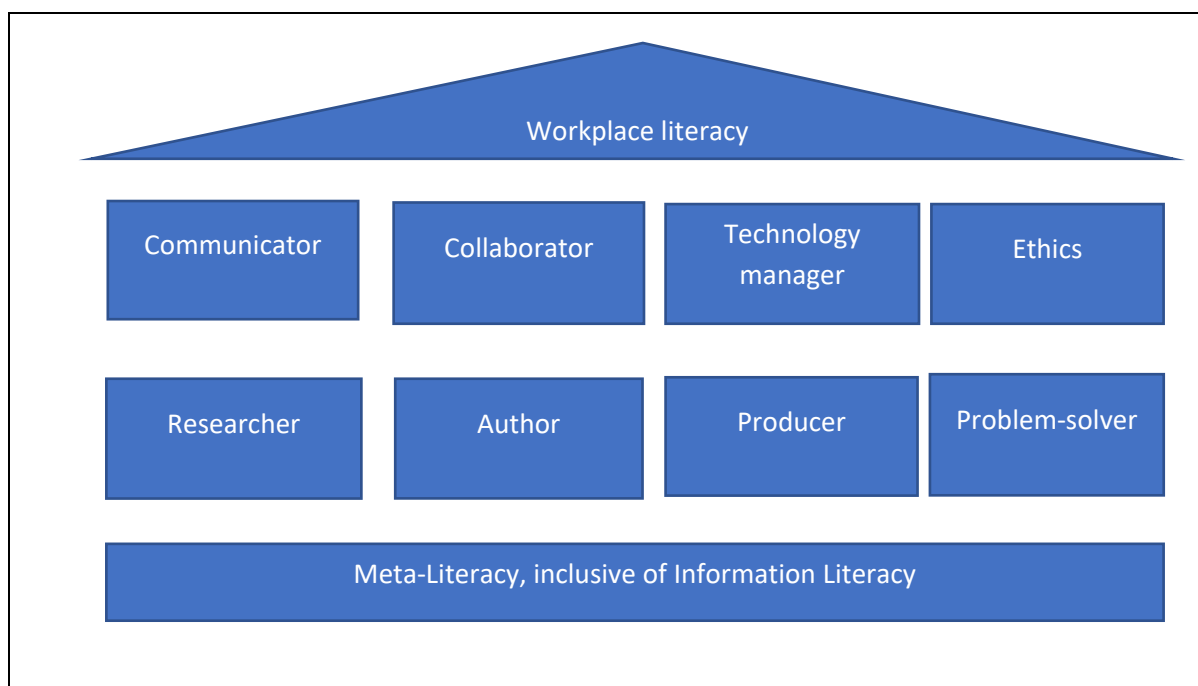 Workplace literacy
Communicator
Collaborator
Technology
manager
Ethics
Researcher
Author
Producer
Problem-solver
Meta-Literacy, inclusive of Information Literacy